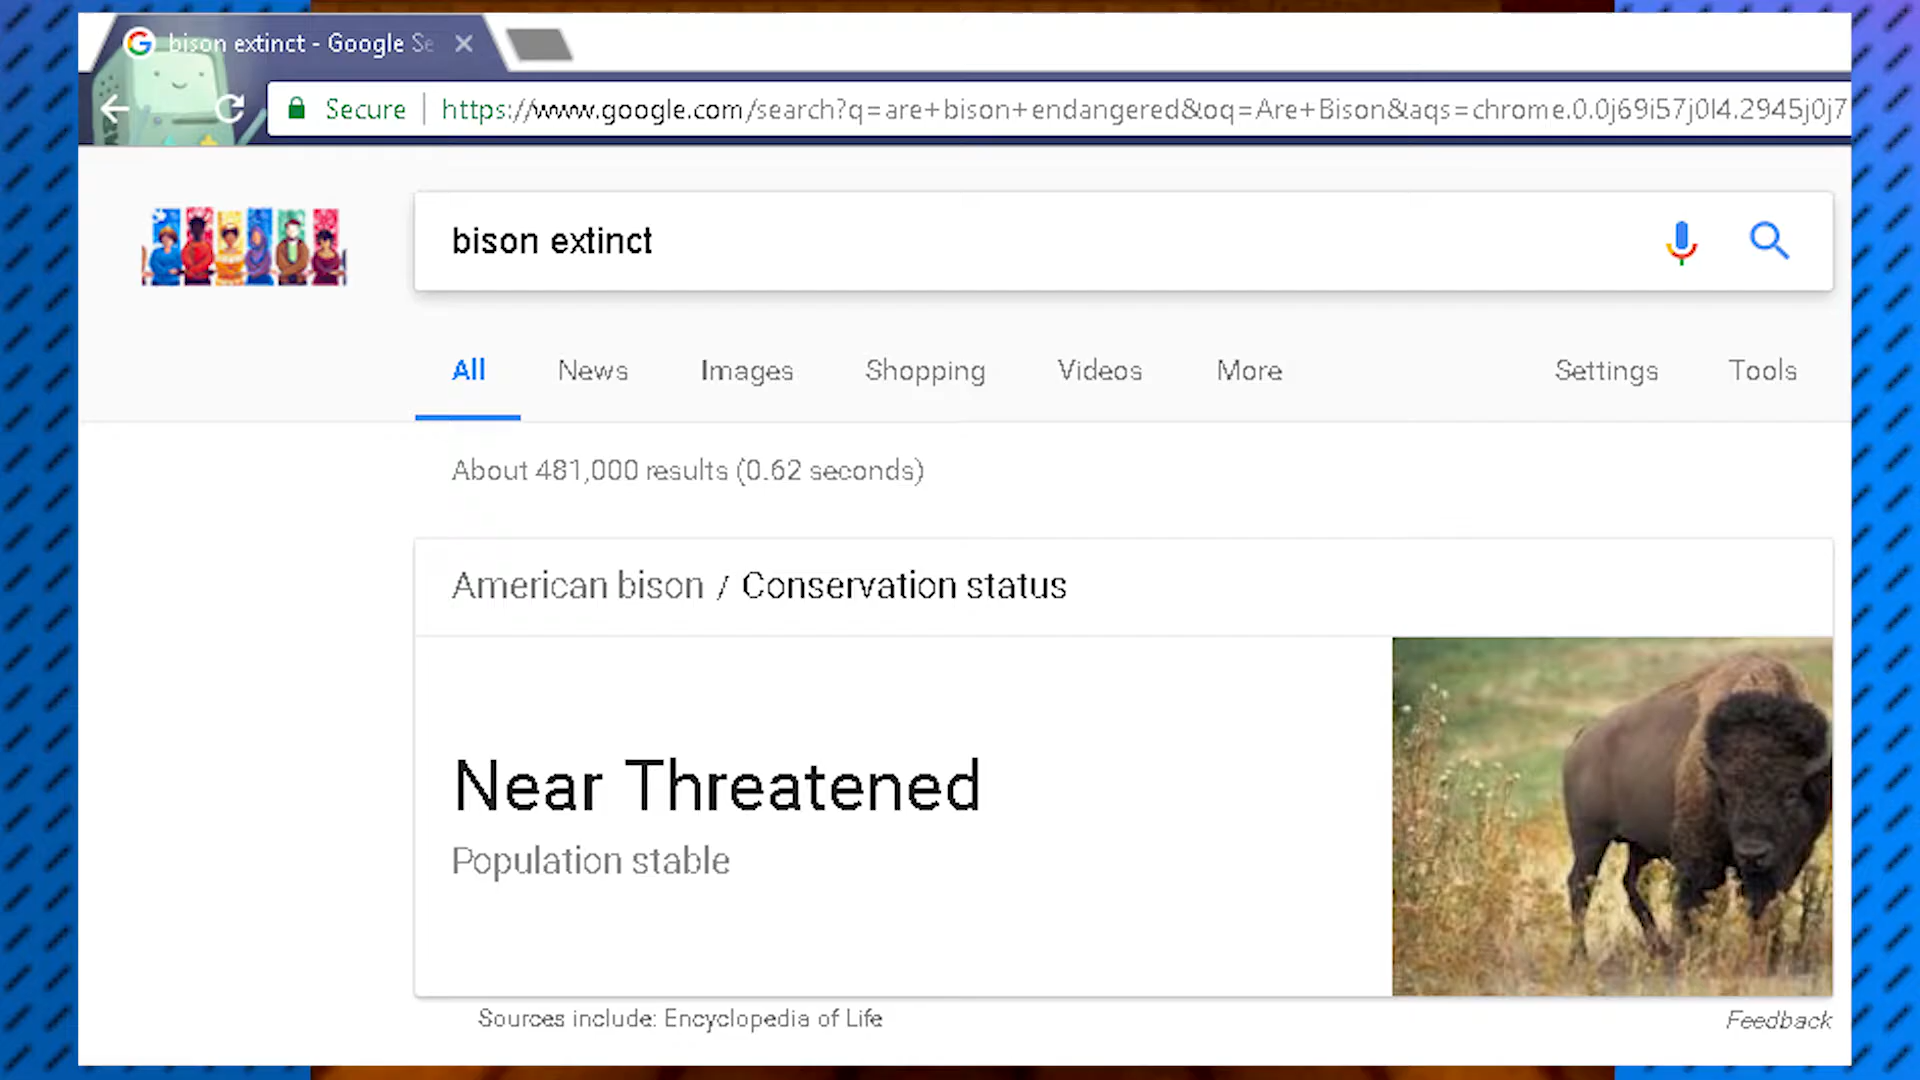 bison extinct - Google Se
Secure https://www.google.com/search?q=are+bison+endangered&oq=Are+Bison&aqs=chrome.0.0j69i57j0l4.2945j0j7
bison extinct
All News Images Shopping Videos More Settings Tools
About 481,000 results (0.62 seconds)
American bison / Conservation status
Near Threatened
Population stable
Sources include: Encyclopedia of Life
Feedback